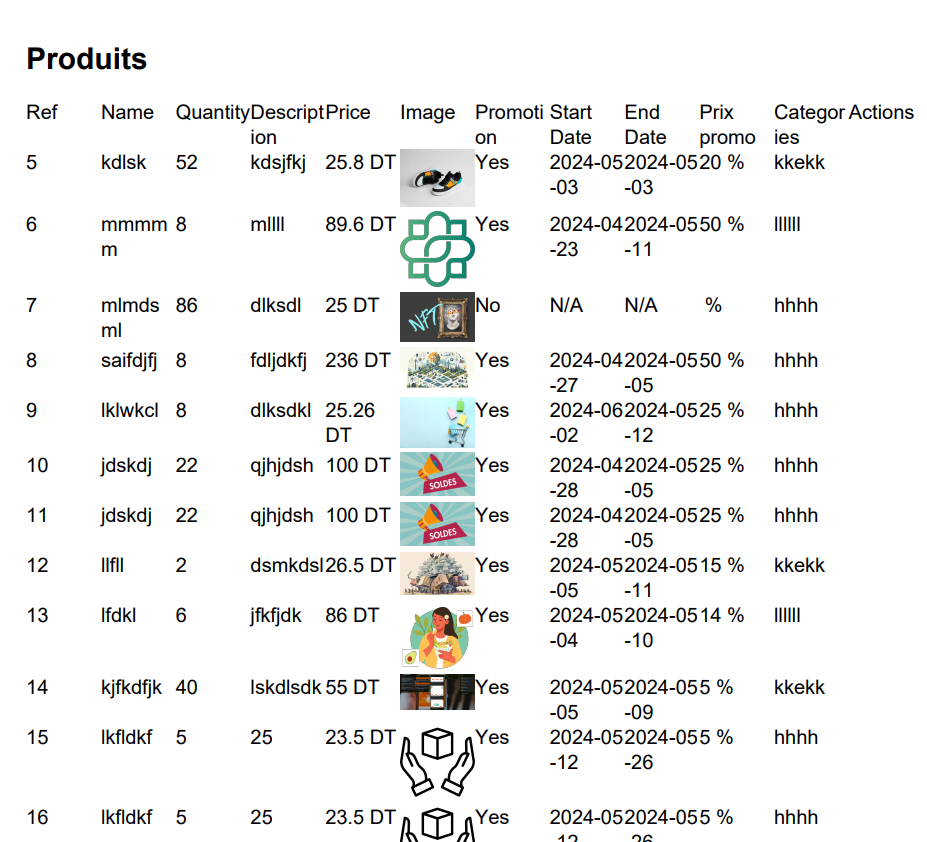 Produits
Ref Name Quantity Descript Price Image Promoti Start End Prix Categor Actions
ion on Date Date promo ies
5 kdlsk 52 kdsjfkj 25.8 DT Yes 2024-05 2024-05 20 % kkekk
-03 -03
6 mmmm 8 mllll 89.6 DT Yes 2024-04 2024-05 50 % llllll
m -23 -11
7 mlmds 86 dlksdl 25 DT NFT No N/A N/A % hhhh
ml
8 saifdjfj 8 fdljdkfj 236 DT Yes 2024-04 2024-05 50 % hhhh
-27 -05
9 lklwkcl 8 dlksdkl 25.26 Yes 2024-06 2024-05 25 % hhhh
DT -02 -12
10 jdskdj 22 qjhjdsh 100 DT SOLDES Yes 2024-04 2024-05 25 % hhhh
-28 -05
11 jdskdj 22 qjhjdsh 100 DT SOLDES Yes 2024-04 2024-05 25 % hhhh
-28 -05
12 llfll 2 dsmkdsl 26.5 DT Yes 2024-05 2024-05 15 % kkekk
-05 -11
13 lfdkl 6 jfkfjdk 86 DT Yes 2024-05 2024-05 14 % llllll
-04 -10
14 kjfkdfjk 40 lskdlsdk 55 DT Yes 2024-05 2024-05 5 % kkekk
-05 -09
15 lkfldkf 5 25 23.5 DT Yes 2024-05 2024-05 5 % hhhh
-12 -26
16 lkfldkf 5 25 23.5 DT Yes 2024-05 2024-05 5 % hhhh
-12 -26